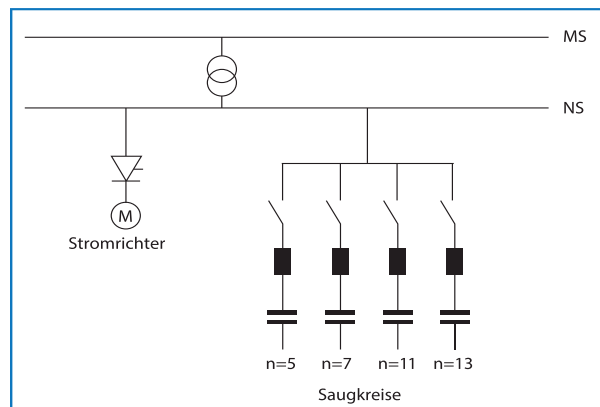 MS
NS
M
Stromrichter
n=5 n=7 n=11 n=13
Saugkreise